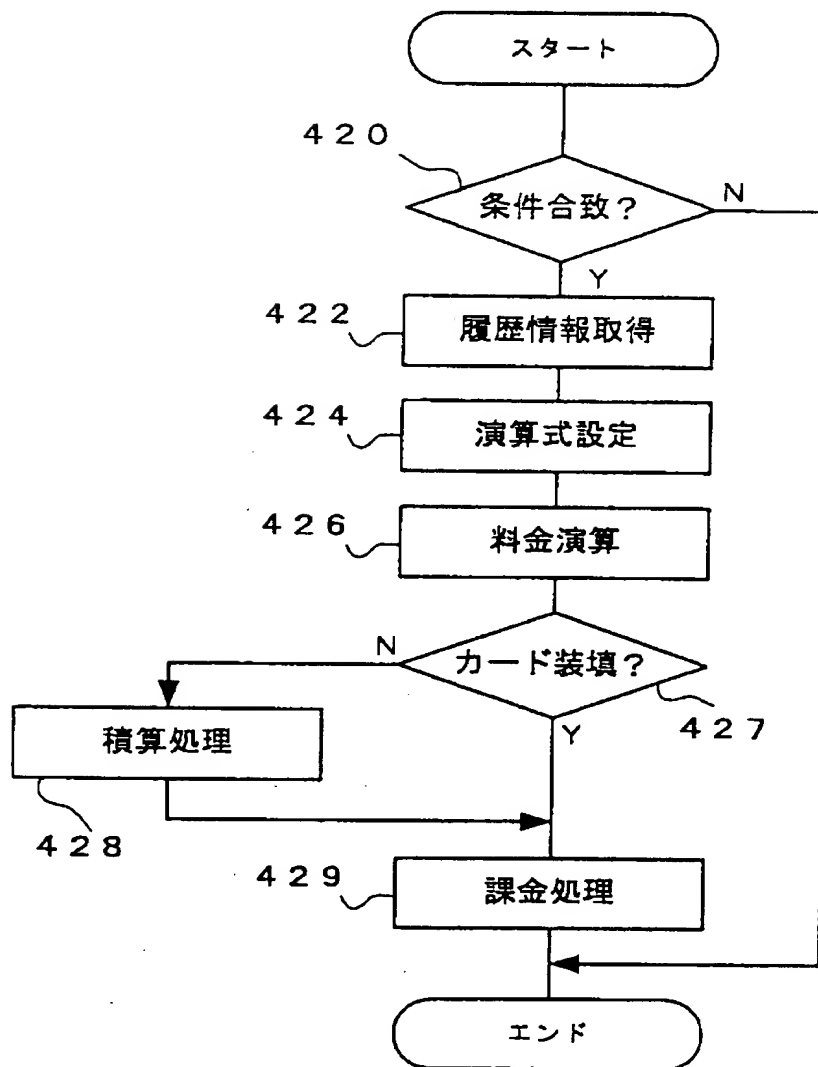 スタート
４２０
条件合致？
N
Y
４２２
履歴情報取得
４２４
演算式設定
４２６
料金演算
N
カード装填？
４２７
Y
積算処理
４２８
４２９
課金処理
エンド